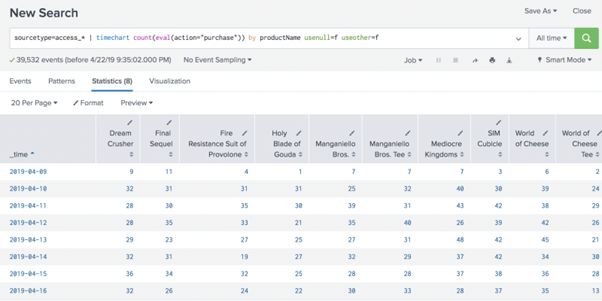 New Search
Save As Close
sourcetype=access_* | timechart count(eval(action="purchase")) by productName usenull=f useother=f
All time
39,532 events (before 4/22/19 9:35:02.000 PM) No Event Sampling Job Smart Mode
Events Patterns Statistics (8) Visualization
20 Per Page Format Preview
_time Dream Crusher Final Sequel Fire Resistance Suit of Provolone Holy Blade of Gouda Manganiello Bros. Manganiello Bros. Tee Mediocre Kingdoms SIM Cubicle World of Cheese World of Cheese Tee
2019-04-09 9 11 4 1 7 7 7 3 6 2
2019-04-10 32 31 31 31 25 32 40 30 39 24
2019-04-11 28 30 35 30 39 31 43 42 38 29
2019-04-12 28 35 33 21 35 40 26 39 42 26
2019-04-13 29 23 27 25 27 31 48 42 45 21
2019-04-14 32 31 19 27 32 29 37 42 34 30
2019-04-15 36 34 32 25 28 28 37 38 36 28
2019-04-16 32 26 24 22 30 33 28 37 35 13